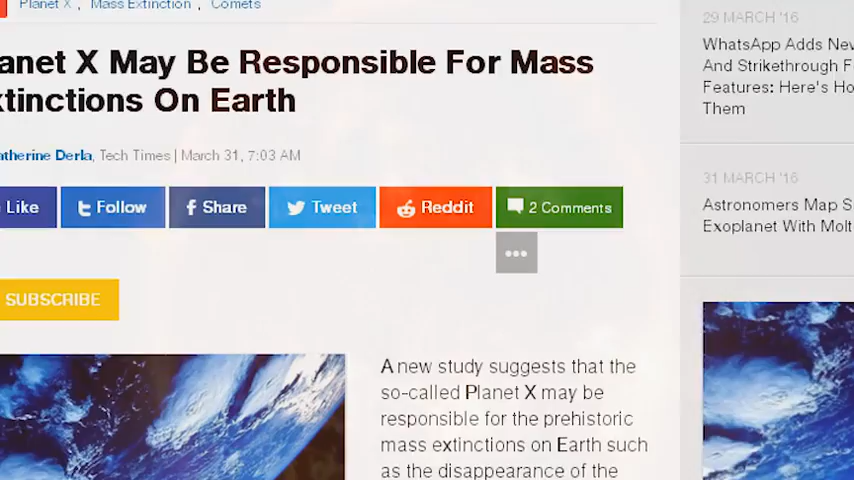 Planet X , Mass Extinction , Comets
anet X May Be Responsible For Mass
xtinctions On Earth
atherine Derla, Tech Times | March 31, 7:03 AM
Like
Follow
Share
Tweet
Reddit
2 Comments
SUBSCRIBE
A new study suggests that the
so-called Planet X may be
responsible for the prehistoric
mass extinctions on Earth such
as the disappearance of the
29 MARCH '16
WhatsApp Adds Nev
And Strikethrough F
Features: Here's Ho
Them
31 MARCH '16
Astronomers Map S
Exoplanet With Molt